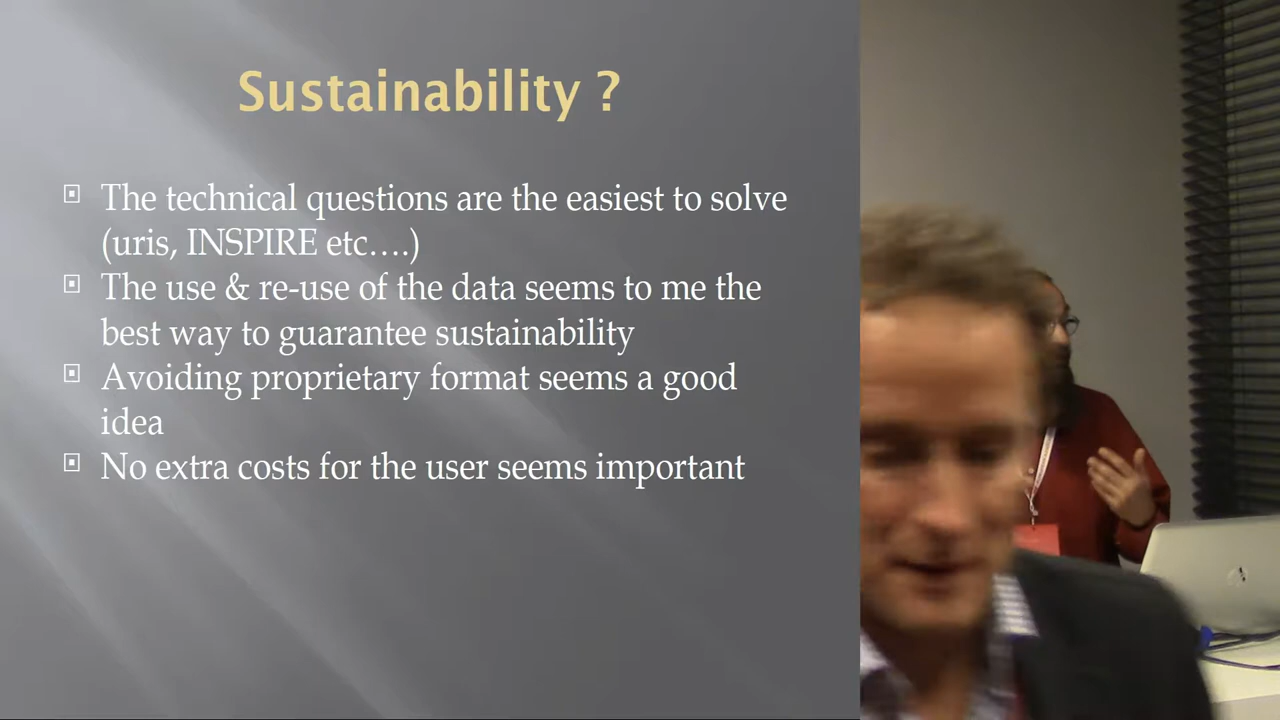 Sustainability ?
The technical questions are the easiest to solve
(uris, INSPIRE etc….)
The use & re-use of the data seems to me the
best way to guarantee sustainability
Avoiding proprietary format seems a good
idea
No extra costs for the user seems important